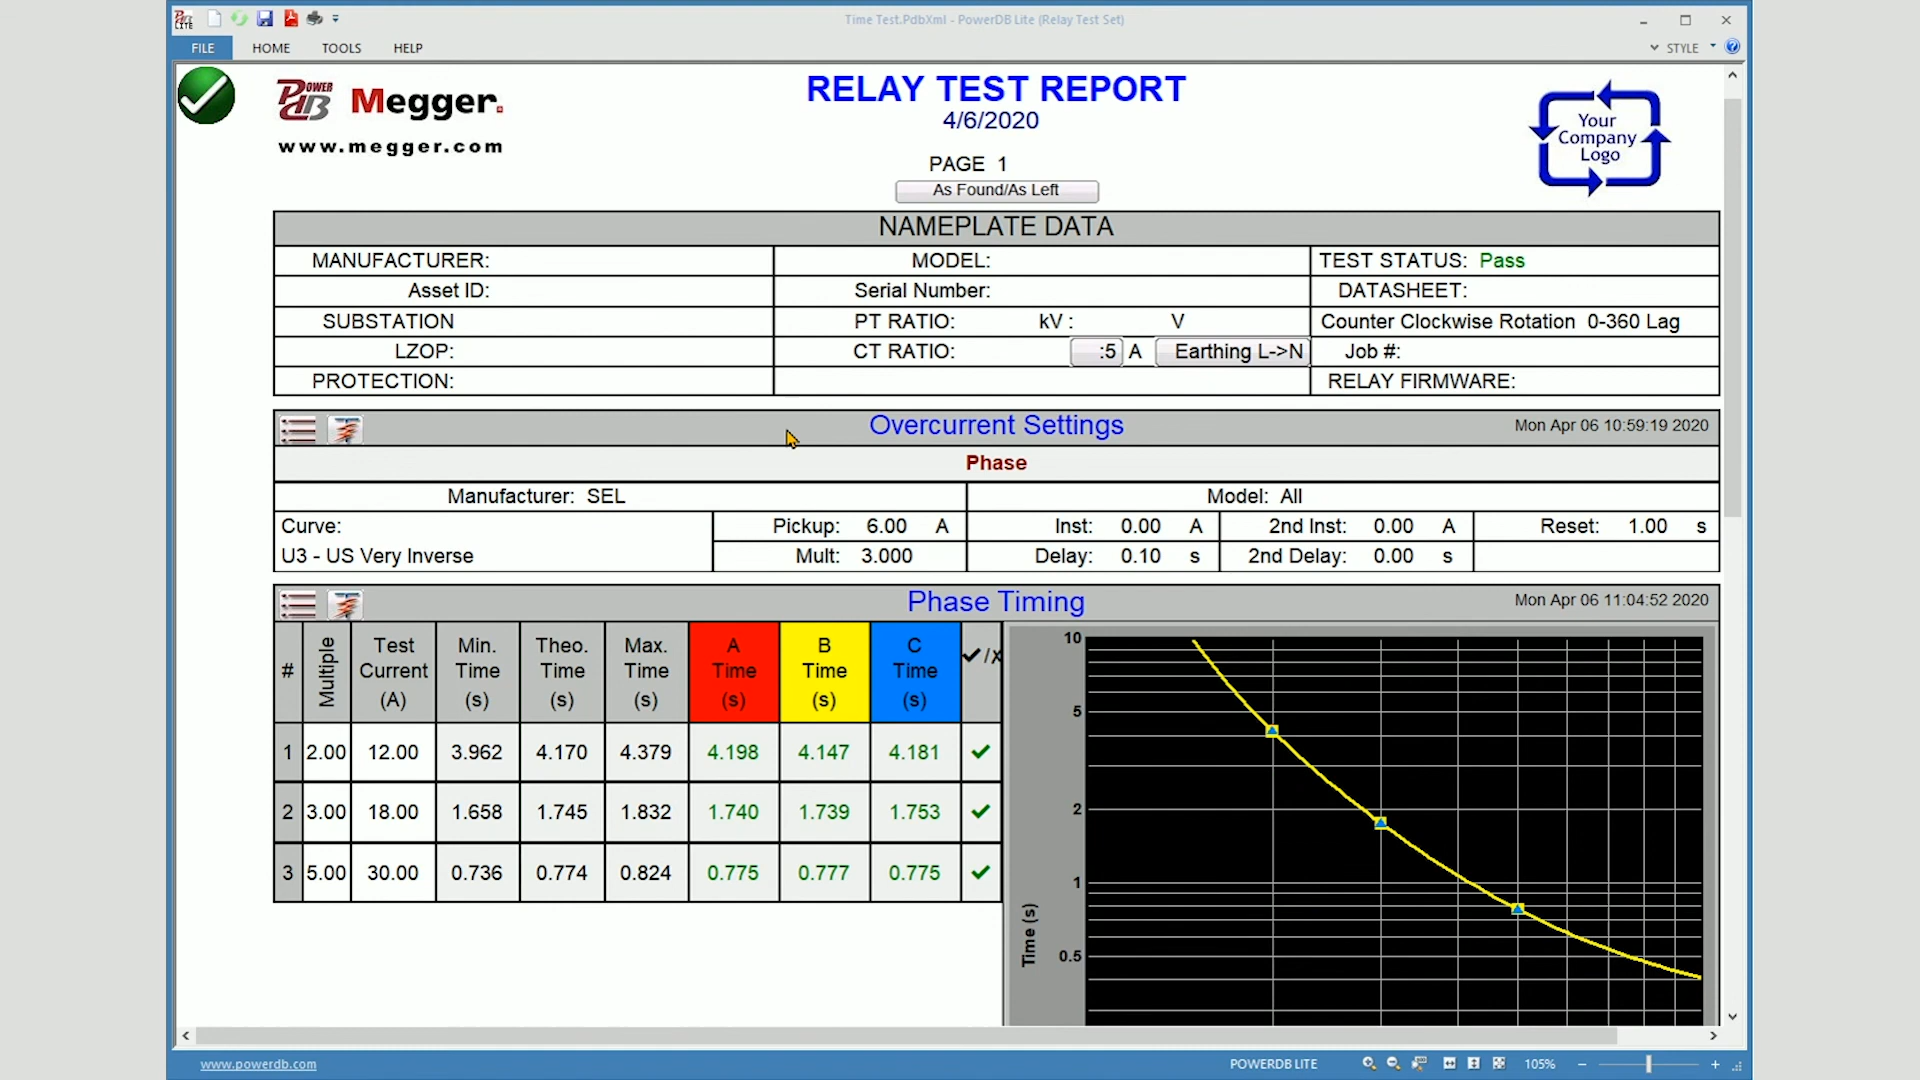 Time Test.PdbXml - PowerDB Lite (Relay Test Set)
FILE HOME TOOLS HELP STYLE
POWER DB Megger.
www.megger.com
RELAY TEST REPORT
4/6/2020
PAGE 1
As Found/As Left
Your
Company
Logo
NAMEPLATE DATA
MANUFACTURER: MODEL: TEST STATUS: Pass
Asset ID: Serial Number: DATASHEET:
SUBSTATION PT RATIO: kV : V Counter Clockwise Rotation 0-360 Lag
LZOP: CT RATIO: :5 A Earthing L->N Job #:
PROTECTION: RELAY FIRMWARE:
Overcurrent Settings Mon Apr 06 10:59:19 2020
Phase
Manufacturer: SEL Model: All
Curve: Pickup: 6.00 A Inst: 0.00 A 2nd Inst: 0.00 A Reset: 1.00 s
U3 - US Very Inverse Mult: 3.000 Delay: 0.10 s 2nd Delay: 0.00 s
Phase Timing Mon Apr 06 11:04:52 2020
# Multiple Test Current (A) Min. Time (s) Theo. Time (s) Max. Time (s) A Time (s) B Time (s) C Time (s) ✓/X
1 2.00 12.00 3.962 4.170 4.379 4.198 4.147 4.181 ✓
2 3.00 18.00 1.658 1.745 1.832 1.740 1.739 1.753 ✓
3 5.00 30.00 0.736 0.774 0.824 0.775 0.777 0.775 ✓
10
5
2
1
0.5
Time (s)
www.powerdb.com POWERDB LITE 105%